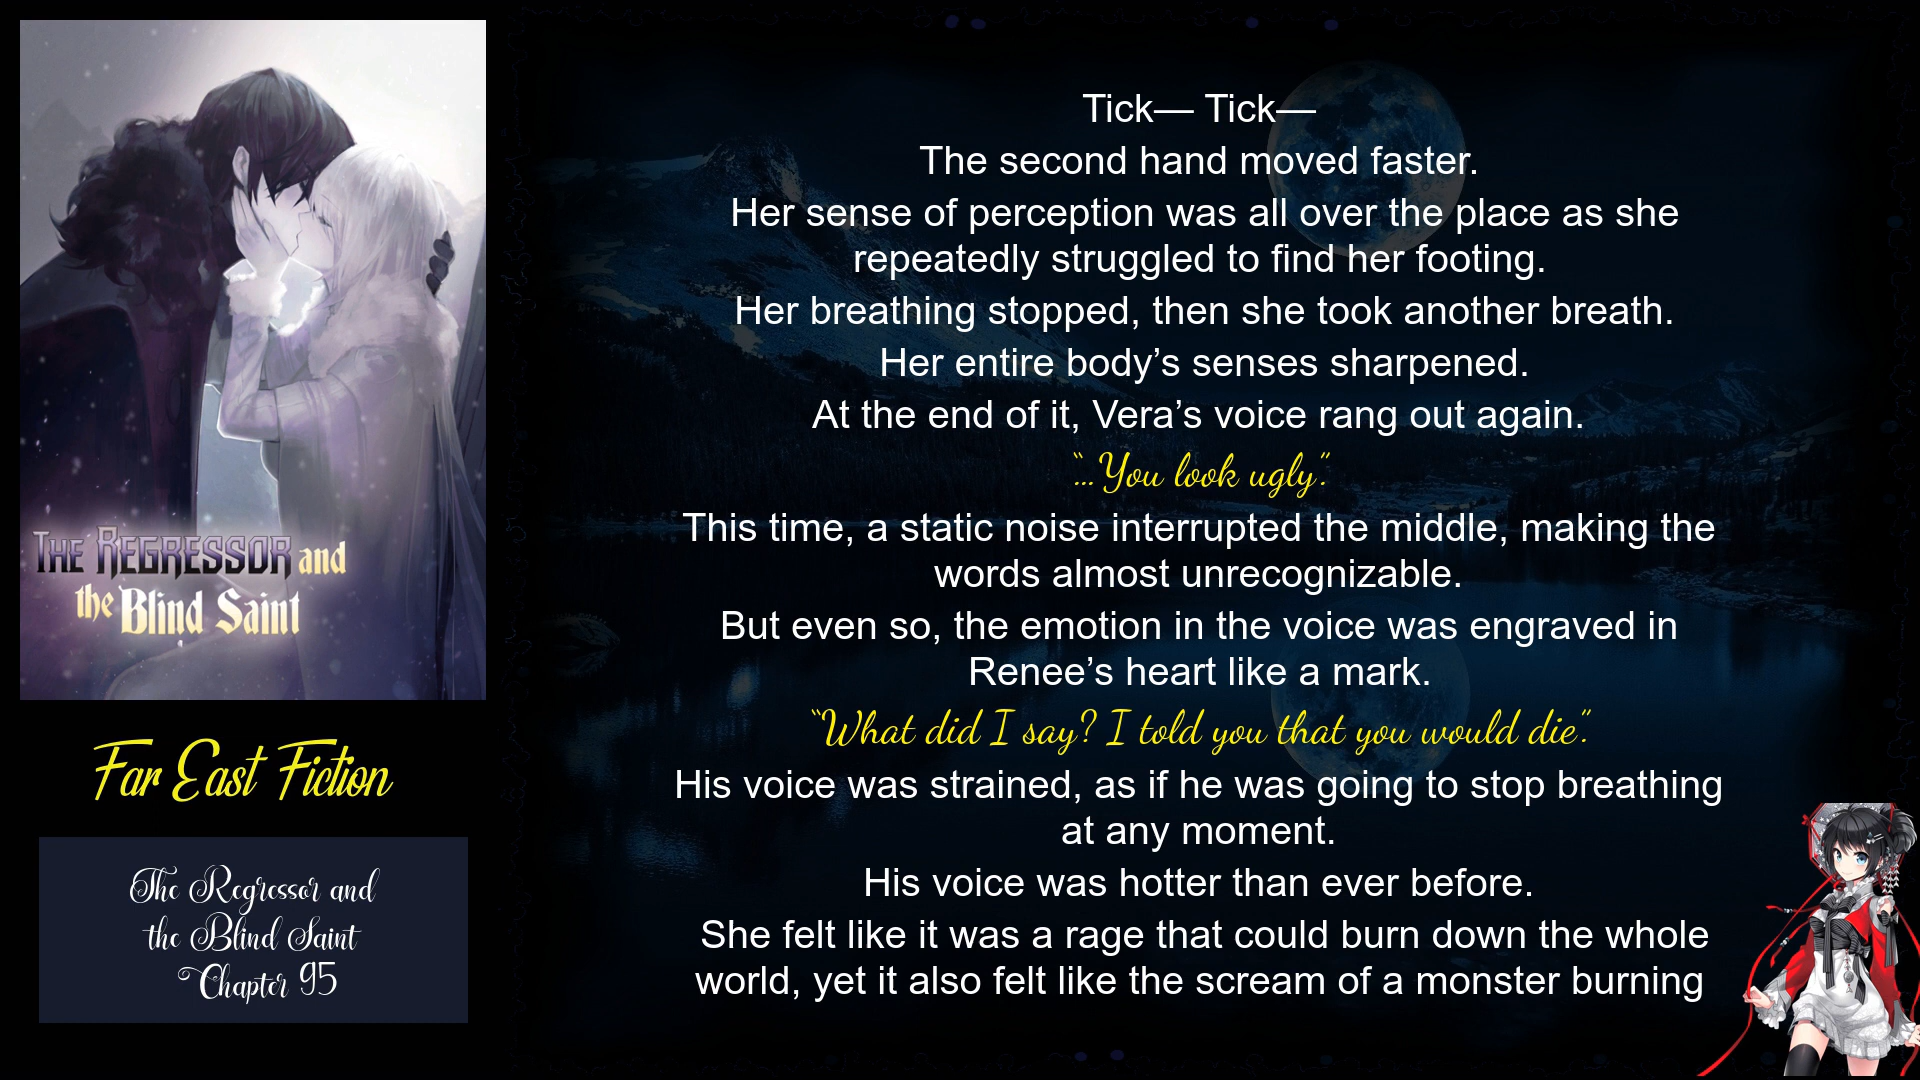 THE REGRESSOR and
the Blind Saint
Far East Fiction
The Regressor and
the Blind Saint
Chapter 95
Tick— Tick—
The second hand moved faster.
Her sense of perception was all over the place as she
repeatedly struggled to find her footing.
Her breathing stopped, then she took another breath.
Her entire body’s senses sharpened.
At the end of it, Vera’s voice rang out again.
“…You look ugly.”
This time, a static noise interrupted the middle, making the
words almost unrecognizable.
But even so, the emotion in the voice was engraved in
Renee’s heart like a mark.
“What did I say? I told you that you would die.”
His voice was strained, as if he was going to stop breathing
at any moment.
His voice was hotter than ever before.
She felt like it was a rage that could burn down the whole
world, yet it also felt like the scream of a monster burning